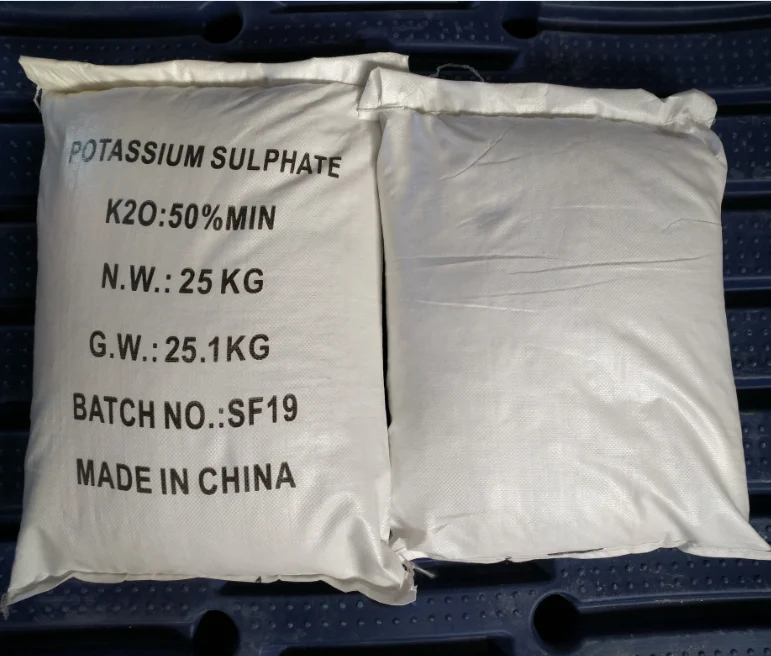 POTASSIUM SULPHATE
K2O:50%MIN
N.W.: 25 KG
G.W.: 25.1KG
BATCH NO.:SF19
MADE IN CHINA